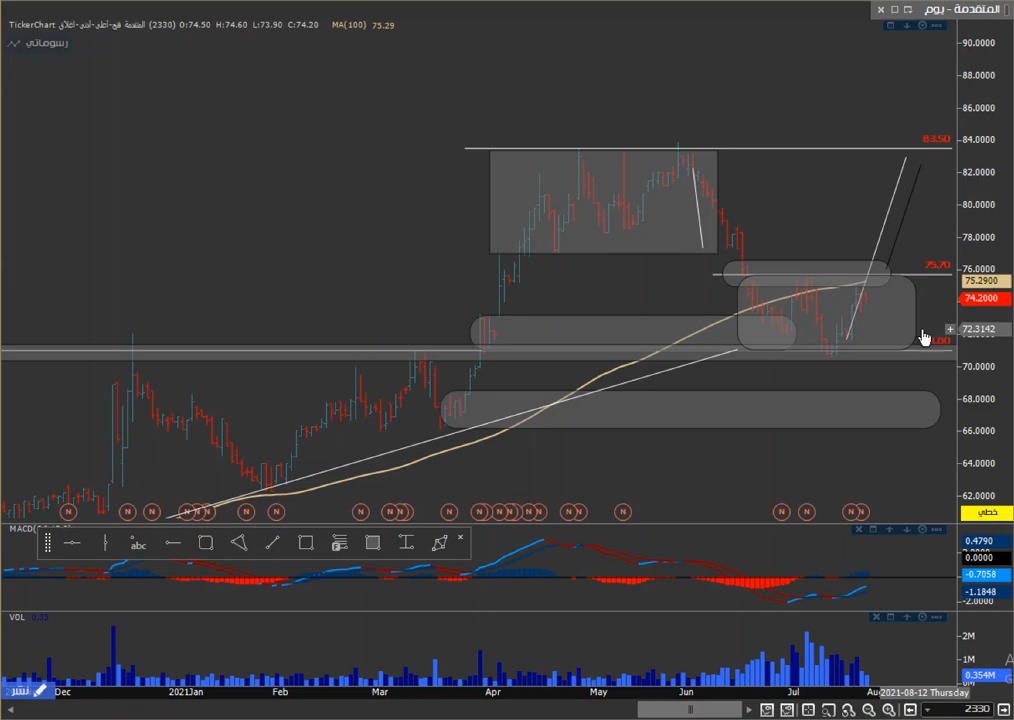 المتقدمة - يوم
TickerChart المتقدمة فتح-أعلى-أدنى-اغلاق (2330) O:74.50 H:74.60 L:73.90 C:74.20 MA(100) 75.29
رسوماتي
90.0000
88.0000
86.0000
83.50
84.0000
82.0000
80.0000
78.0000
75.70
76.0000
75.2900
74.2000
72.3142
70.0000
68.0000
66.0000
64.0000
62.0000
N N N N N N N N N N N N N N N N N N N N N N N N N N
خطي
abc
0.4790
0.0000
-0.7058
-1.1848
-2.0000
VOL 0.35
2M
1M
0.354M
نشر
Dec 2021Jan Feb Mar Apr May Jun Jul 2021-08-12 Thursday
2330